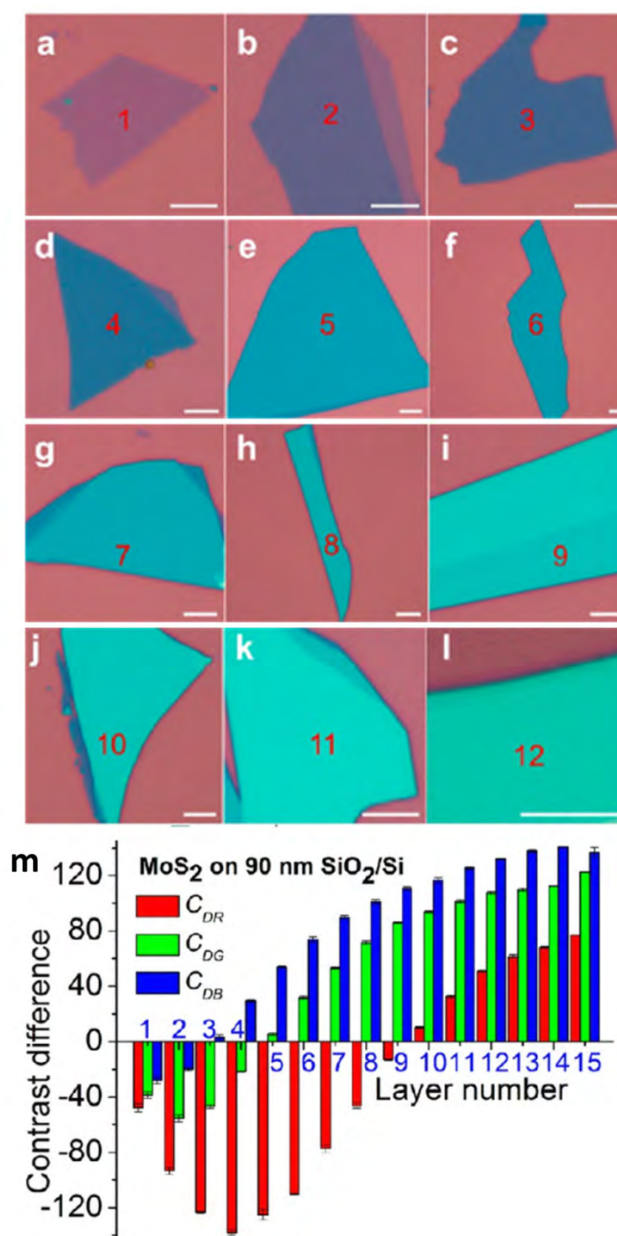 a b c
1 2 3
d e f
4 5 6
g h i
7 8 9
j k l
10 11 12
m
MoS2 on 90 nm SiO2/Si
CDR
CDG
CDB
Contrast difference
120
80
40
0
-40
-80
-120
1 2 3 4 5 6 7 8 9 10 11 12 13 14 15
Layer number